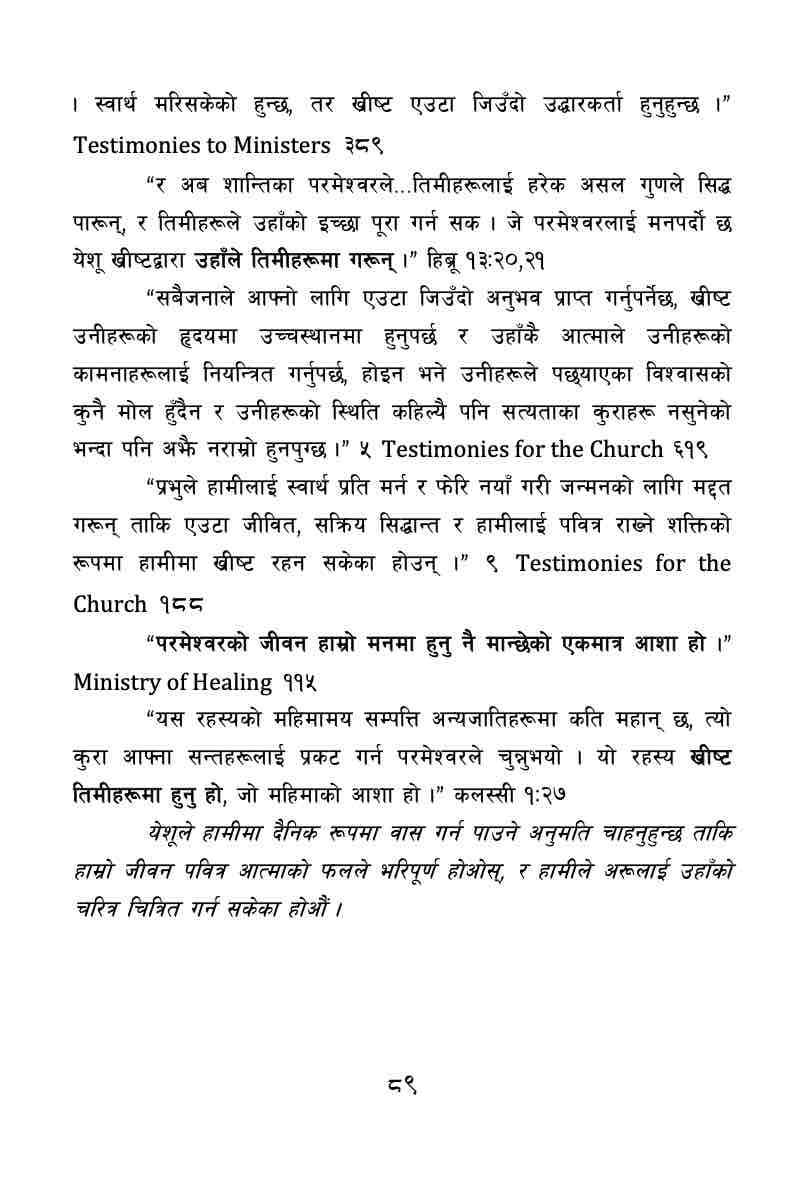 । स्वार्थ मरिसकेको हुन्छ, तर ख्रीष्ट एउटा जिउँदो उद्धारकर्ता हुनुहुन्छ ।”
Testimonies to Ministers ३८९
“र अब शान्तिका परमेश्वरले...तिमीहरूलाई हरेक असल गुणले सिद्ध
पारून्, र तिमीहरूले उहाँको इच्छा पूरा गर्न सक । जे परमेश्वरलाई मनपर्दो छ
येशू ख्रीष्टद्वारा उहाँले तिमीहरूमा गरून् ।” हिब्रू १३:२०,२१
“सबैजनाले आफ्नो लागि एउटा जिउँदो अनुभव प्राप्त गर्नुपर्नेछ, ख्रीष्ट
उनीहरूको हृदयमा उच्चस्थानमा हुनुपर्छ र उहाँकै आत्माले उनीहरूको
कामनाहरूलाई नियन्त्रित गर्नुपर्छ, होइन भने उनीहरूले पछ्याएका विश्वासको
कुनै मोल हुँदैन र उनीहरूको स्थिति कहिल्यै पनि सत्यताका कुराहरू नसुनेको
भन्दा पनि अझै नराम्रो हुनपुग्छ ।” ५ Testimonies for the Church ६१९
“प्रभुले हामीलाई स्वार्थ प्रति मर्न र फेरि नयाँ गरी जन्मनको लागि मद्दत
गरून् ताकि एउटा जीवित, सक्रिय सिद्धान्त र हामीलाई पवित्र राख्ने शक्तिको
रूपमा हामीमा ख्रीष्ट रहन सकेका होउन् ।” ९ Testimonies for the
Church १८८
“परमेश्वरको जीवन हाम्रो मनमा हुनु नै मान्छेको एकमात्र आशा हो ।”
Ministry of Healing ११५
“यस रहस्यको महिमामय सम्पत्ति अन्यजातिहरूमा कति महान् छ, त्यो
कुरा आफ्ना सन्तहरूलाई प्रकट गर्न परमेश्वरले चुन्नुभयो । यो रहस्य ख्रीष्ट
तिमीहरूमा हुनु हो, जो महिमाको आशा हो ।” कलस्सी १:२७
येशूले हामीमा दैनिक रूपमा वास गर्न पाउने अनुमति चाहनुहुन्छ ताकि
हाम्रो जीवन पवित्र आत्माको फलले भरिपूर्ण होओस्, र हामीले अरूलाई उहाँको
चरित्र चित्रित गर्न सकेका होऔं ।
८९